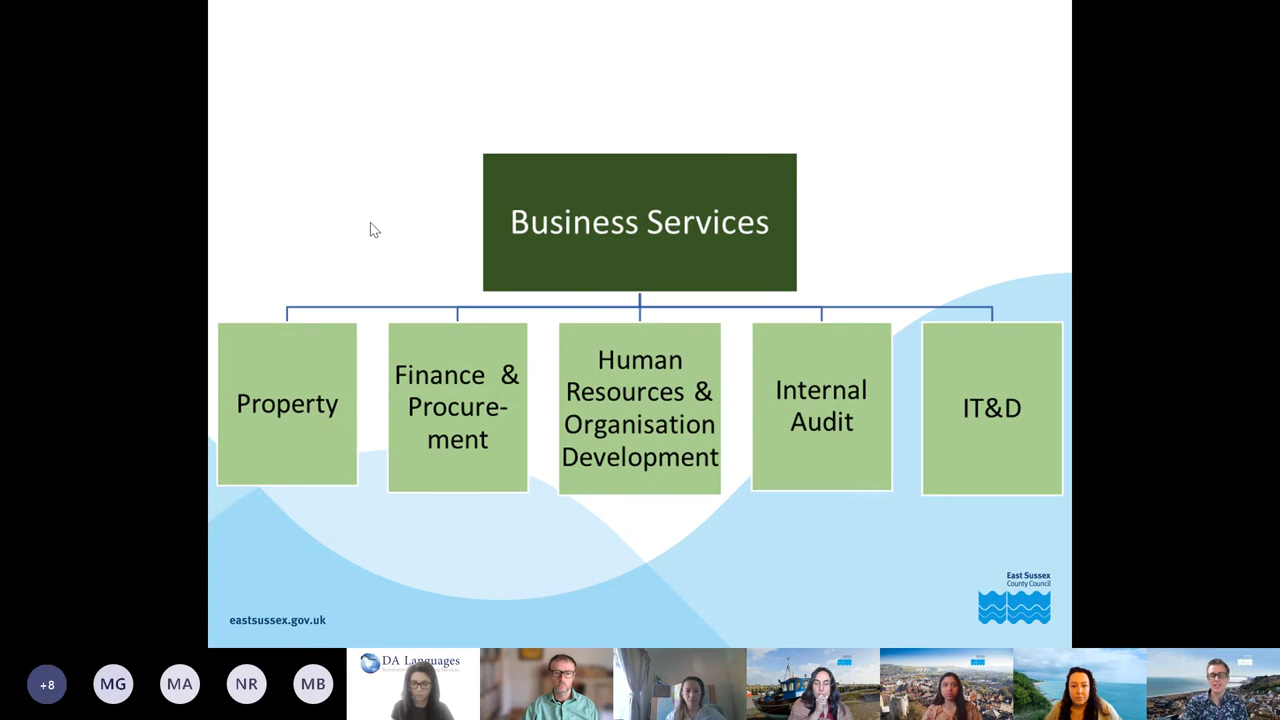 Business Services
Property
Finance &
Procure-
ment
Human
Resources &
Organisation
Development
Internal
Audit
IT&D
East Sussex
County Council
eastsussex.gov.uk
+8
MG
MA
NR
MB
DA Languages